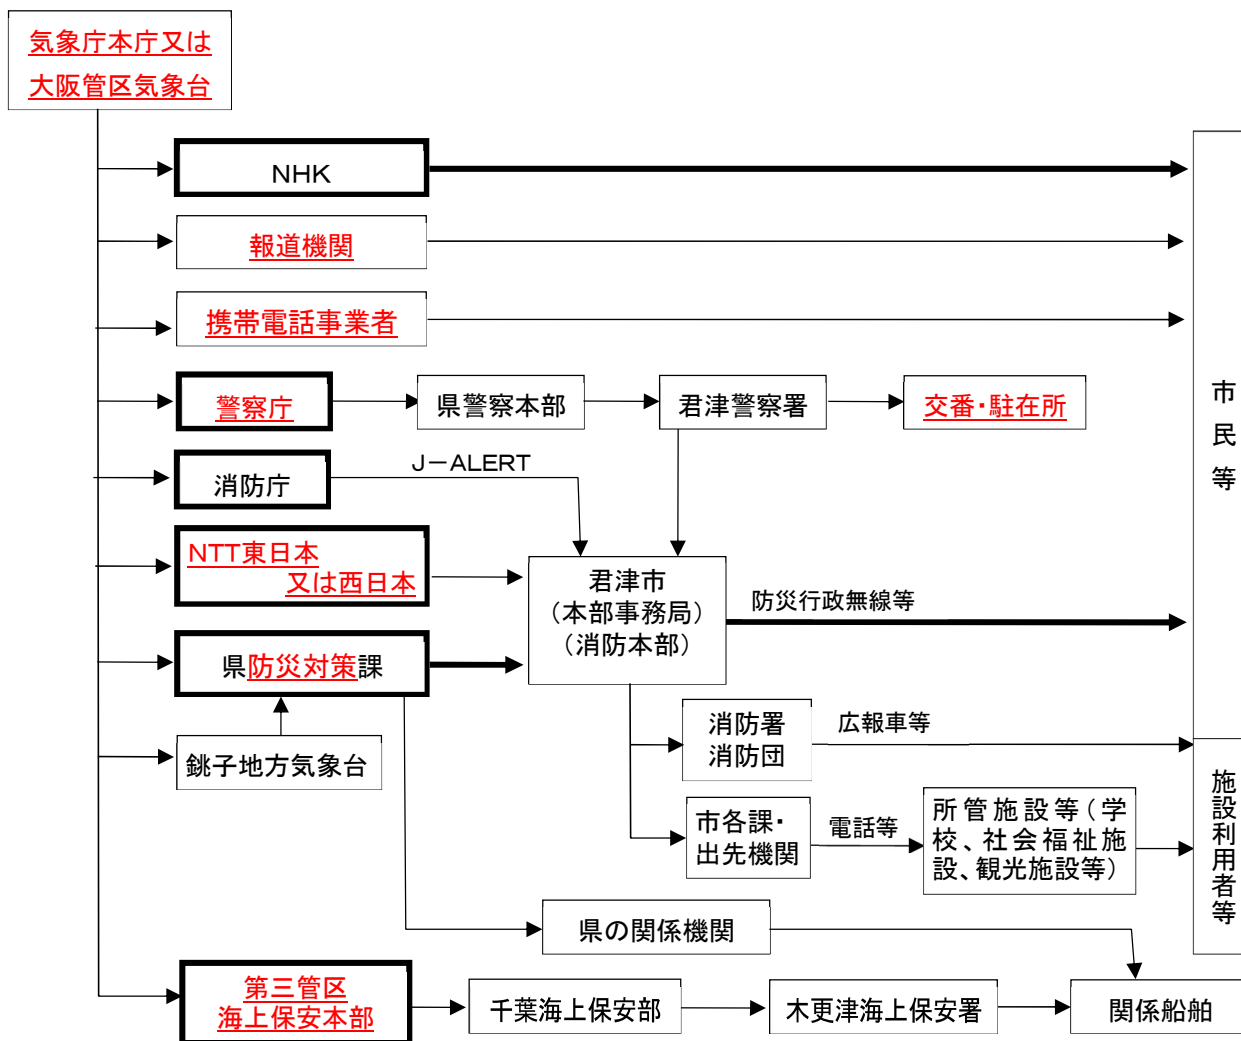 気象庁本庁又は
大阪管区気象台
NHK
報道機関
携帯電話事業者
警察庁
県警察本部
君津警察署
交番・駐在所
消防庁
J－ALERT
NTT東日本
又は西日本
君津市
（本部事務局）
（消防本部）
防災行政無線等
県防災対策課
消防署
消防団
広報車等
銚子地方気象台
市各課・
出先機関
電話等
所管施設等（学
校、社会福祉施
設、観光施設等）
県の関係機関
第三管区
海上保安本部
千葉海上保安部
木更津海上保安署
関係船舶
市民等
施設利用者等